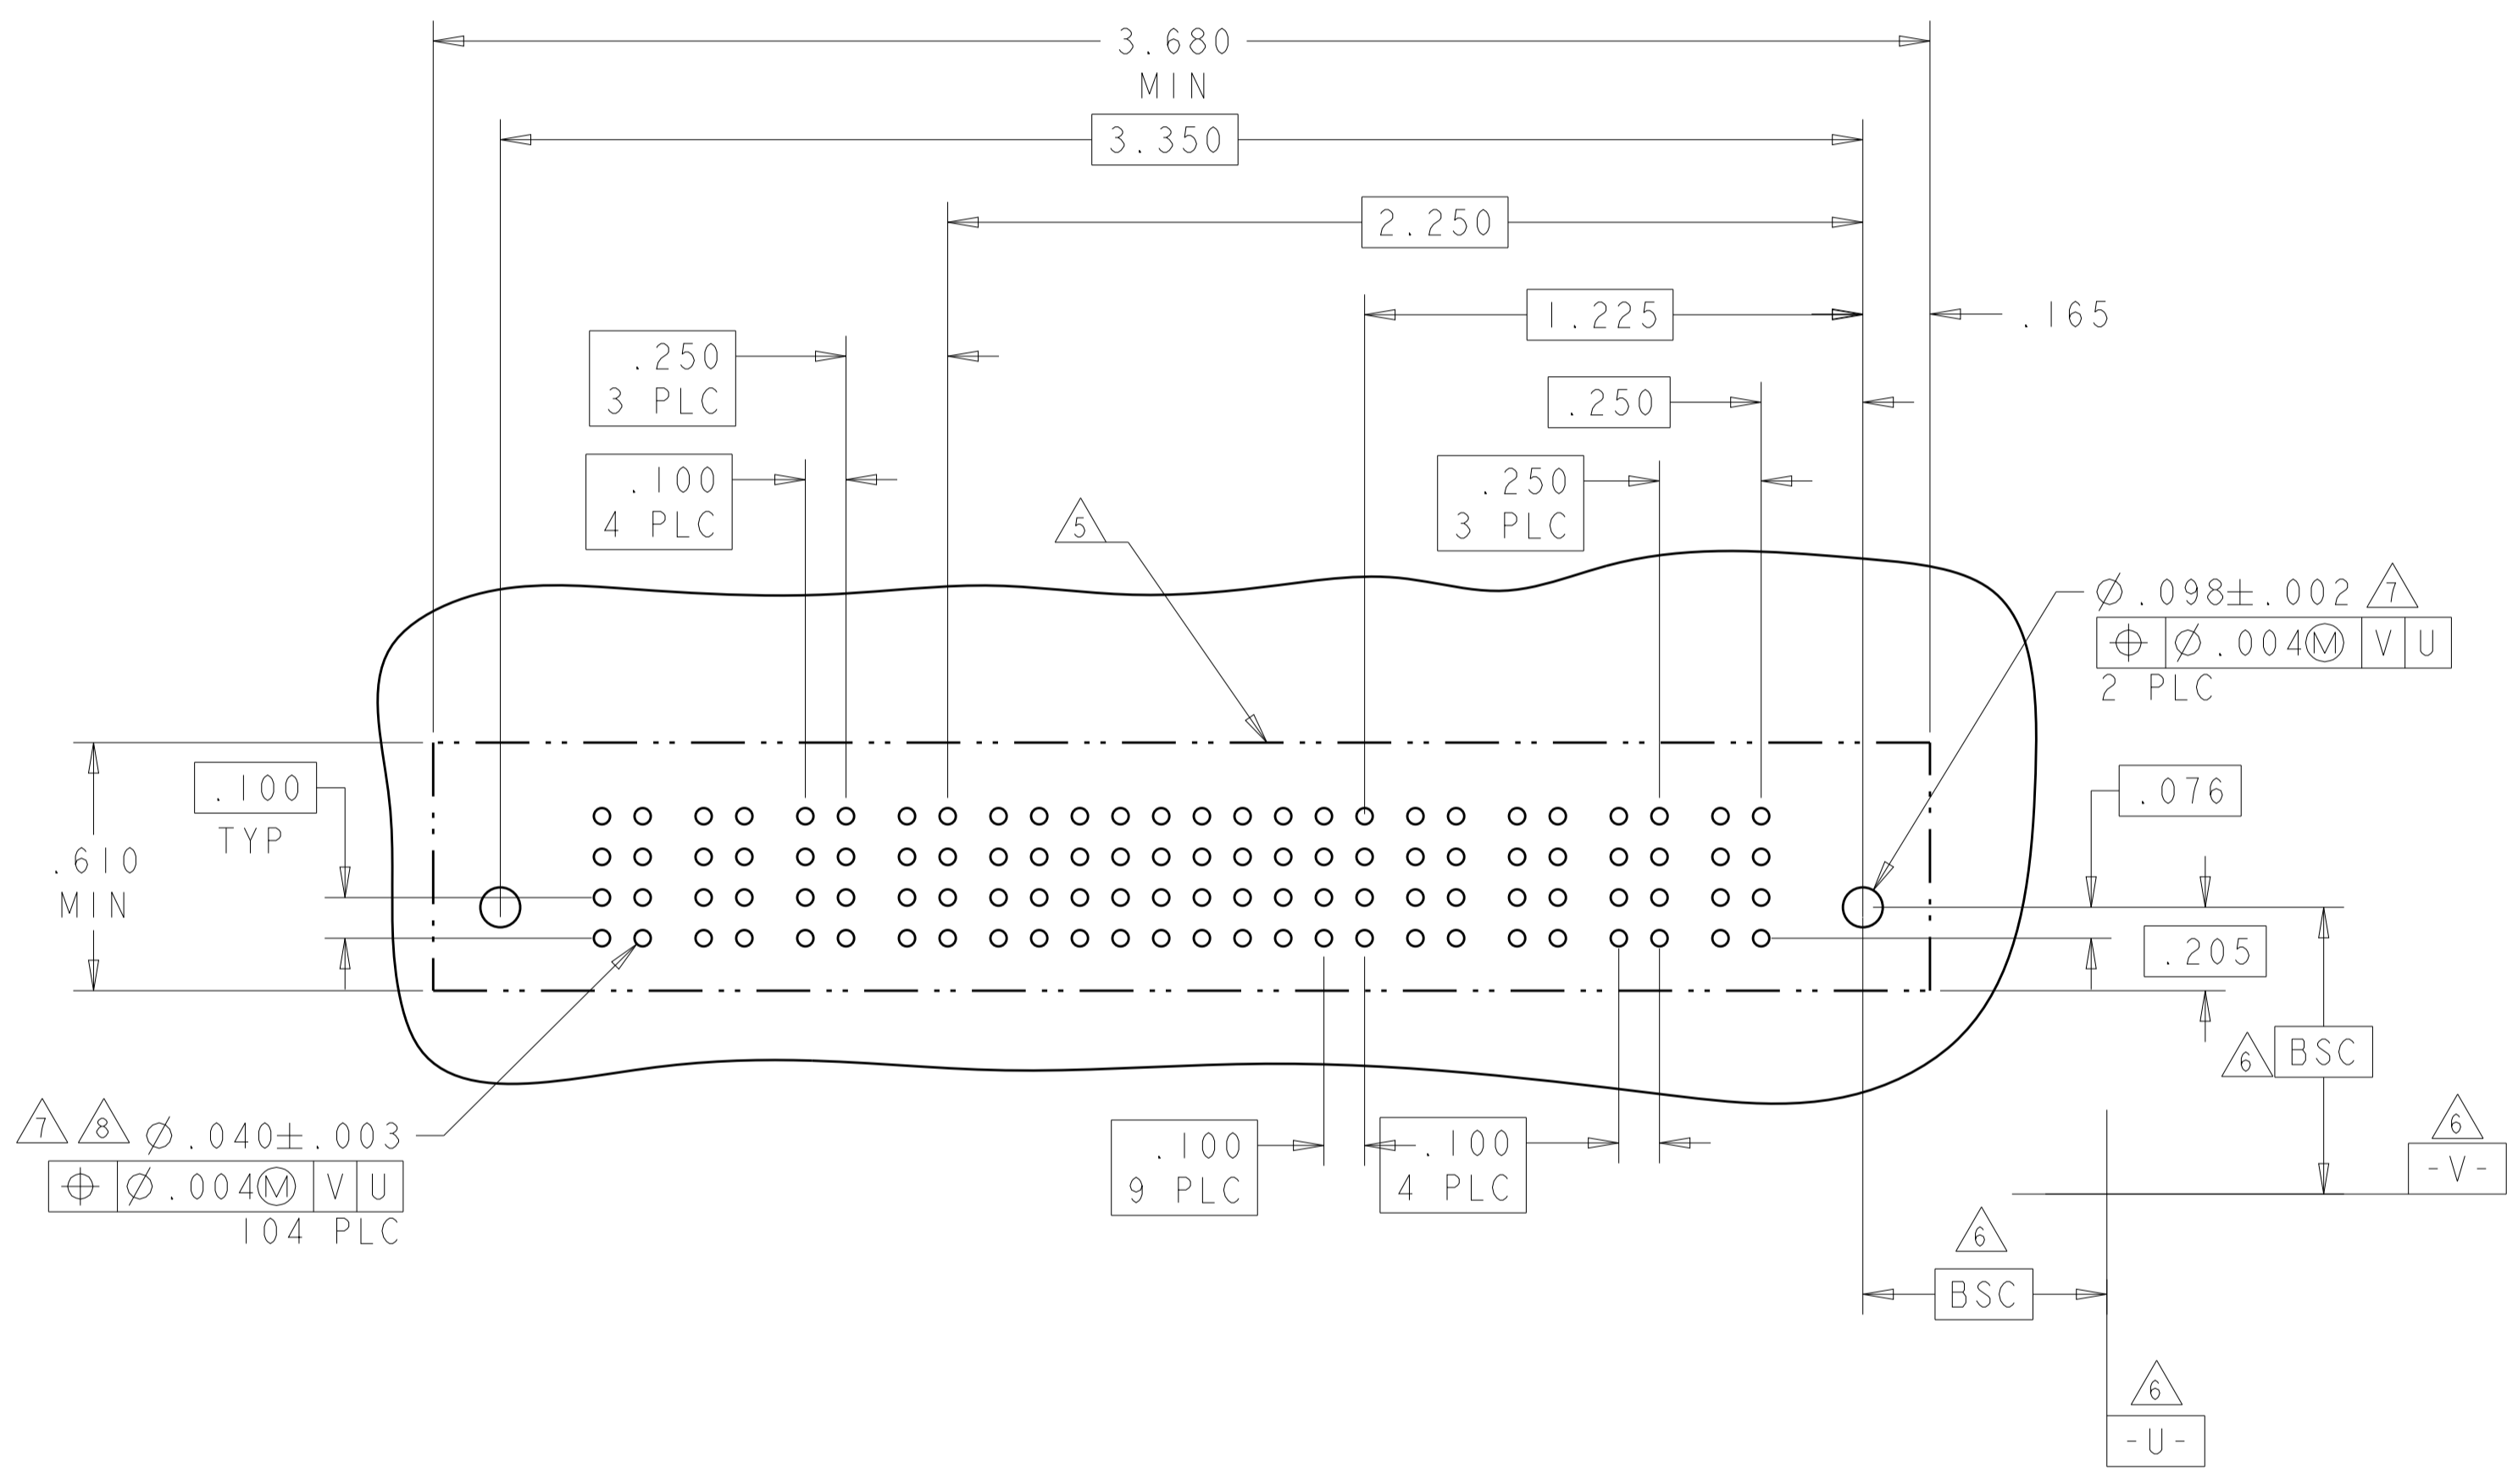 3.680
MIN
3.350
2.250
1.225
.165
.250
3 PLC
.250
.100
4 PLC
.250
3 PLC
5
⌀.098±.002 7
⌖ ⌀.004Ⓜ V U
2 PLC
.100
TYP
.076
.610
MIN
.205
6 BSC
7 8 ⌀.040±.003
⌖ ⌀.004Ⓜ V U
104 PLC
.100
9 PLC
.100
4 PLC
6
-V-
6
BSC
6
-U-